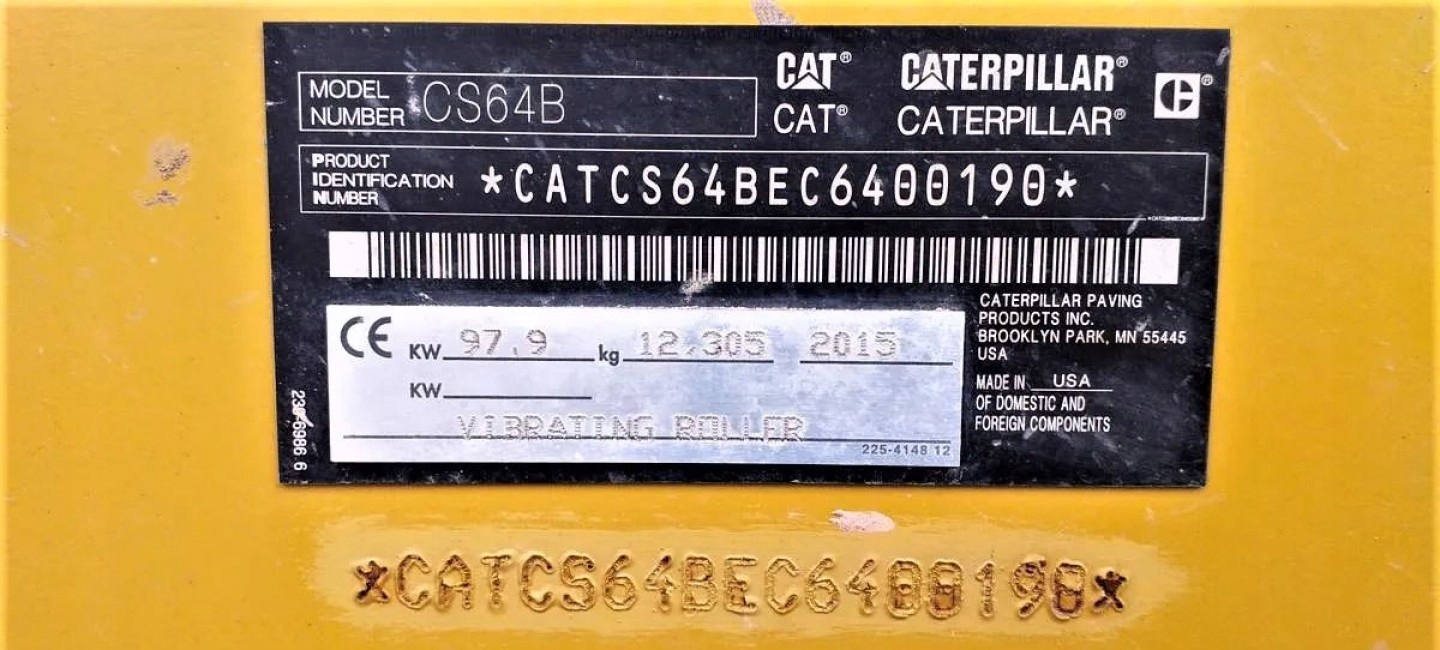 MODEL NUMBER CS64B
CAT® CATERPILLAR®
CAT® CATERPILLAR®
PRODUCT IDENTIFICATION NUMBER *CATCS64BEC6400190*
CE KW 97.9 kg 12,305 2015
KW
VIBRATING ROLLER
225-4148 12
CATERPILLAR PAVING
PRODUCTS INC.
BROOKLYN PARK, MN 55445
USA
MADE IN USA
OF DOMESTIC AND
FOREIGN COMPONENTS
*CATCS64BEC6400190*